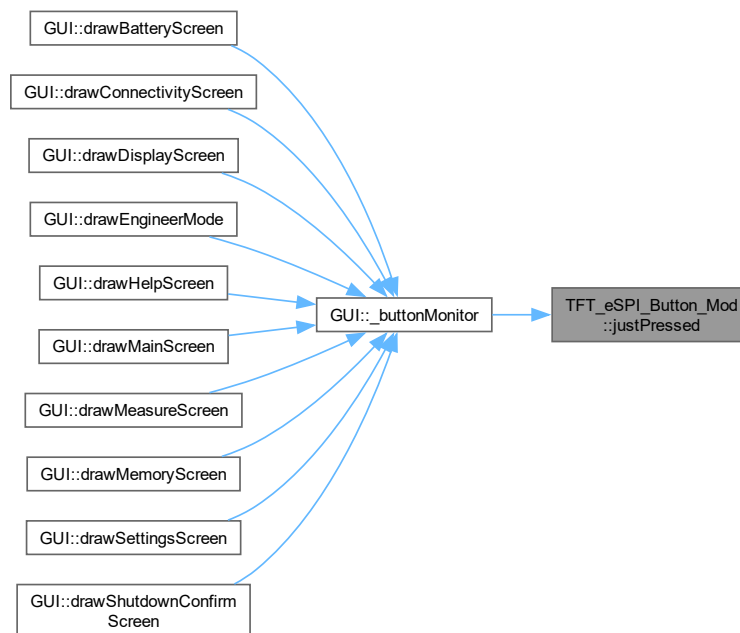 GUI::drawBatteryScreen
GUI::drawConnectivityScreen
GUI::drawDisplayScreen
GUI::drawEngineerMode
GUI::drawHelpScreen
GUI::drawMainScreen
GUI::drawMeasureScreen
GUI::drawMemoryScreen
GUI::drawSettingsScreen
GUI::drawShutdownConfirm
Screen
GUI::_buttonMonitor
TFT_eSPI_Button_Mod
::justPressed